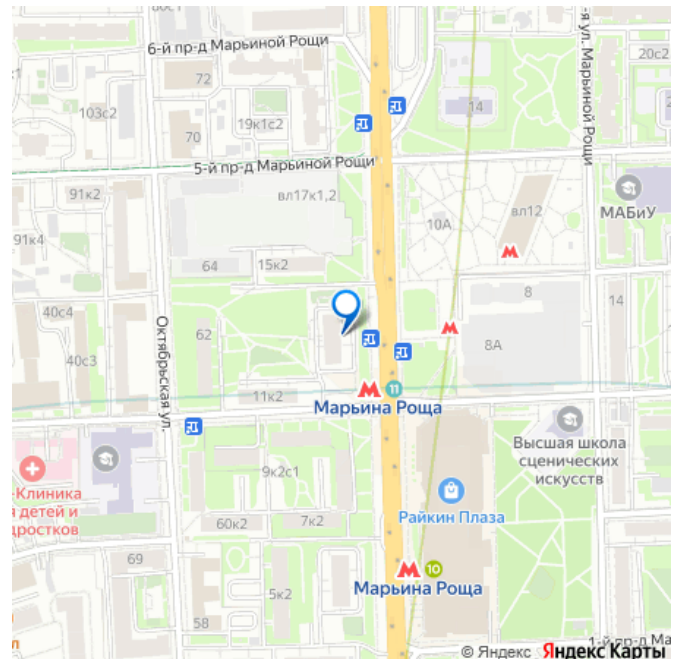 80с1
6-й пр-д Марьиной Рощи
20с2
72
14
103с2
19к1с2
70
-я ул. Марьиной Рощи
5-й пр-д Марьиной Рощи
91к2
вл17к1,2
МАБиУ
вл12
10А
91к4
64
15к2
8
14
40с4
62
8А
40с3
Октябрьская ул.
11к2
11
Марьина Роща
Высшая школа
сценических
искусств
9к2с1
-Клиника
я детей и
дростков
Райкин Плаза
60к2
7к2
69
10
Марьина Роща
5к2
58
1-й пр-д Марьиной Рощи
© Яндекс Яндекс Карты